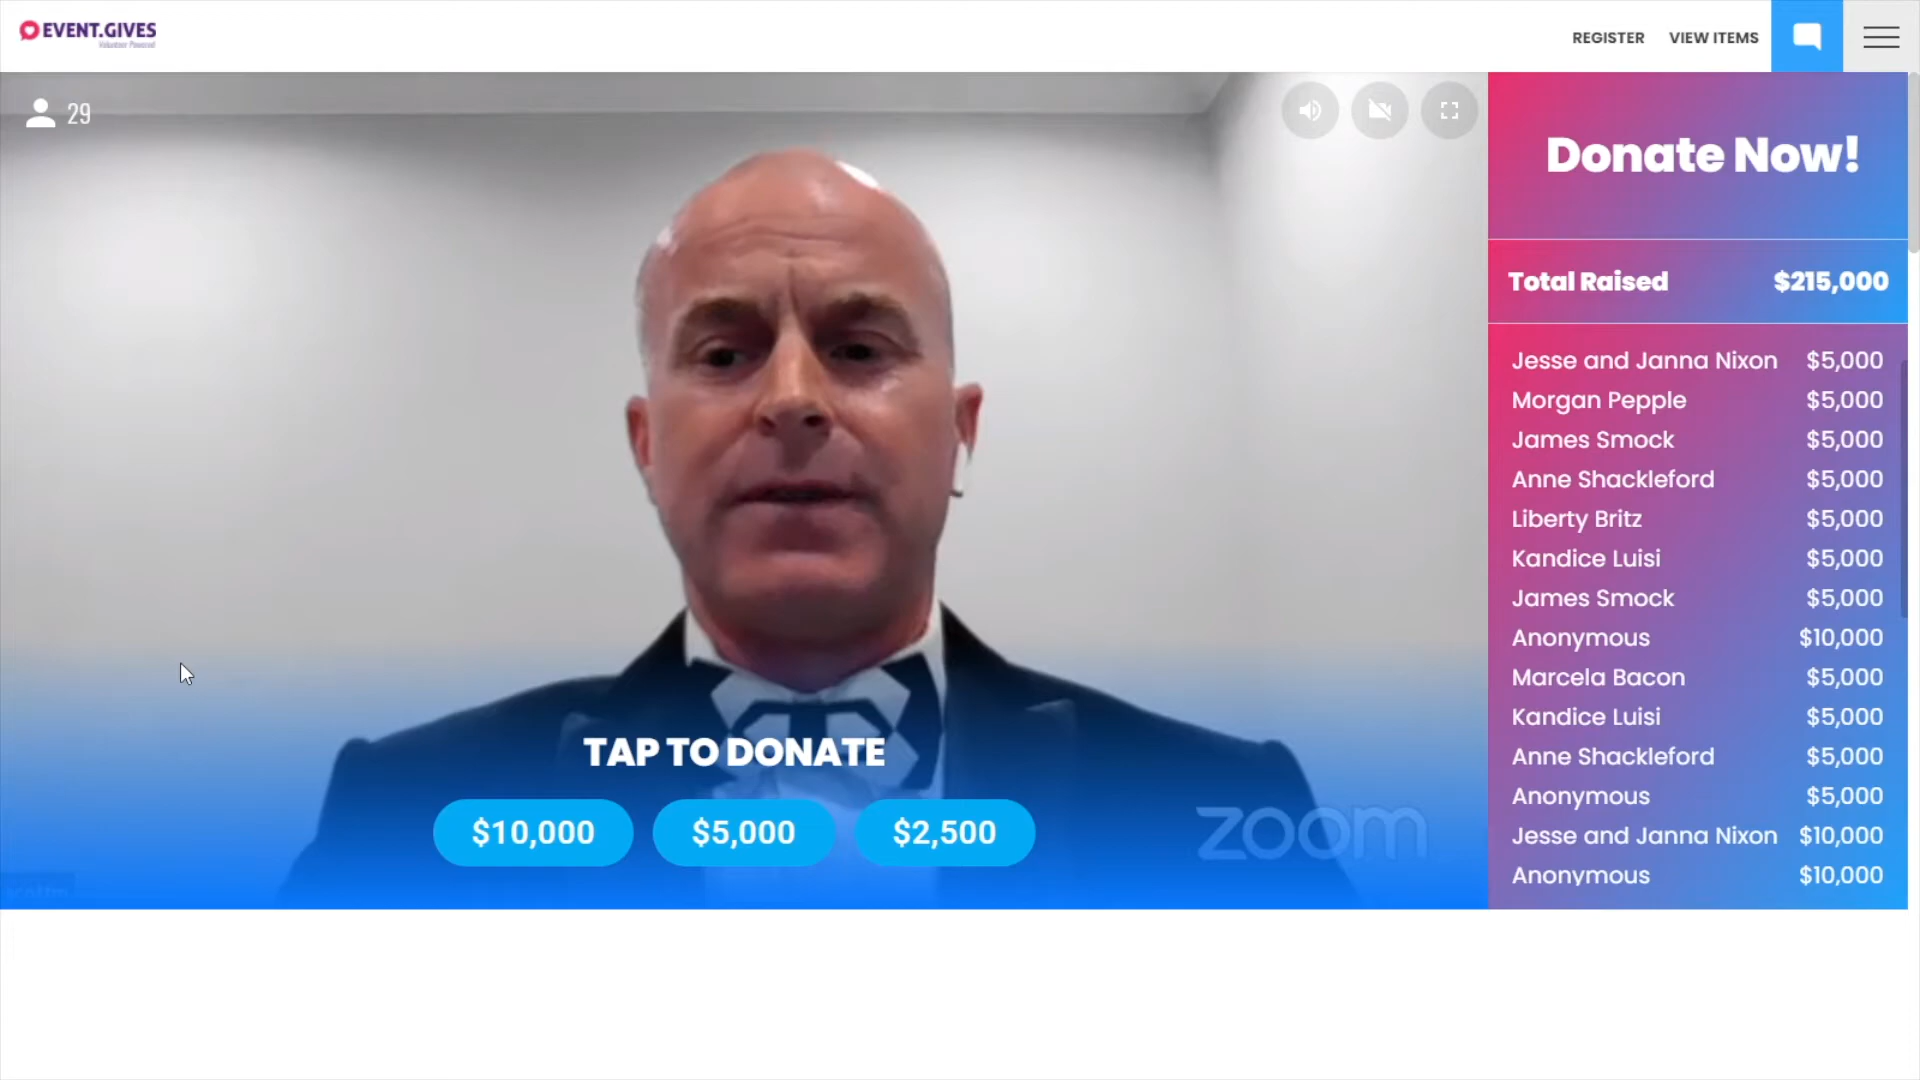 EVENT.GIVES
Volunteer Powered
REGISTER
VIEW ITEMS
29
Donate Now!
Total Raised $215,000
Jesse and Janna Nixon $5,000
Morgan Pepple $5,000
James Smock $5,000
Anne Shackleford $5,000
Liberty Britz $5,000
Kandice Luisi $5,000
James Smock $5,000
Anonymous $10,000
Marcela Bacon $5,000
Kandice Luisi $5,000
Anne Shackleford $5,000
Anonymous $5,000
Jesse and Janna Nixon $10,000
Anonymous $10,000
TAP TO DONATE
$10,000
$5,000
$2,500
zoom